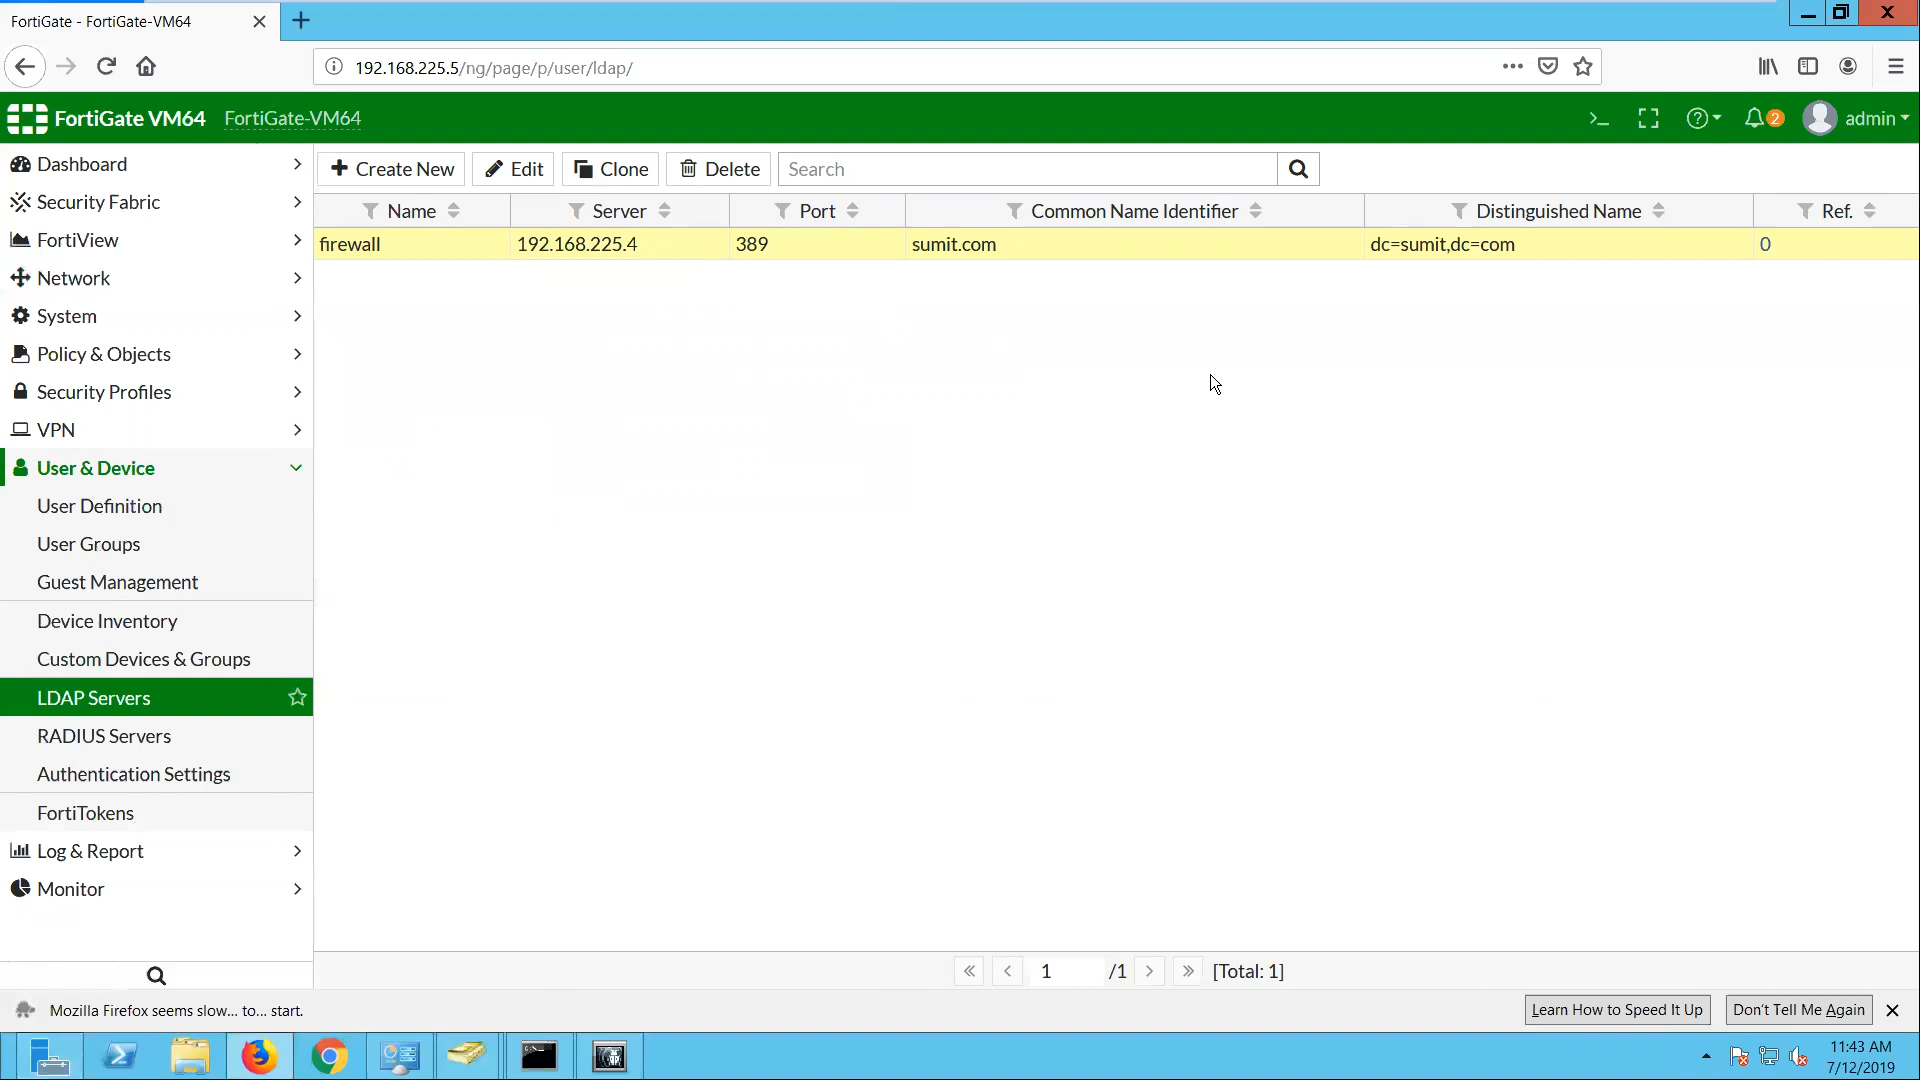 FortiGate - FortiGate-VM64
192.168.225.5/ng/page/p/user/ldap/
FortiGate VM64 FortiGate-VM64
2 admin
Dashboard
Security Fabric
FortiView
Network
System
Policy & Objects
Security Profiles
VPN
User & Device
User Definition
User Groups
Guest Management
Device Inventory
Custom Devices & Groups
LDAP Servers
RADIUS Servers
Authentication Settings
FortiTokens
Log & Report
Monitor
Create New Edit Clone Delete Search
Name Server Port Common Name Identifier Distinguished Name Ref.
firewall 192.168.225.4 389 sumit.com dc=sumit,dc=com 0
1 /1 [Total: 1]
Mozilla Firefox seems slow... to... start. Learn How to Speed It Up Don't Tell Me Again
11:43 AM
7/12/2019